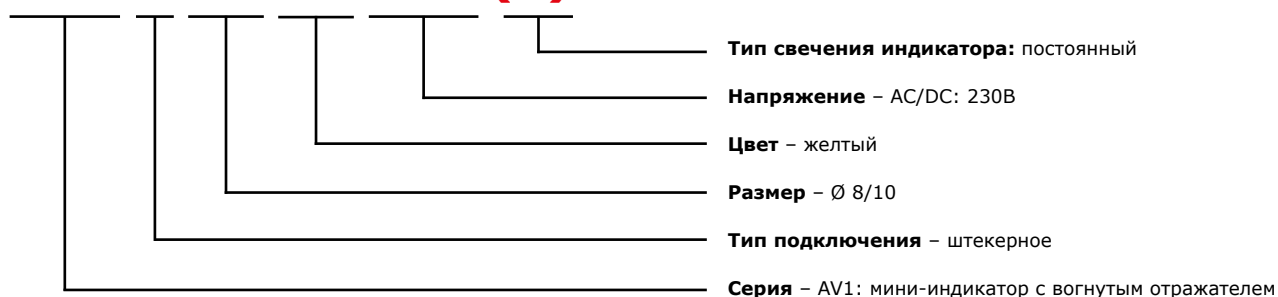 Тип свечения индикатора: постоянный
Напряжение – AC/DC: 230В
Цвет – желтый
Размер – Ø 8/10
Тип подключения – штекерное
Серия – AV1: мини-индикатор с вогнутым отражателем